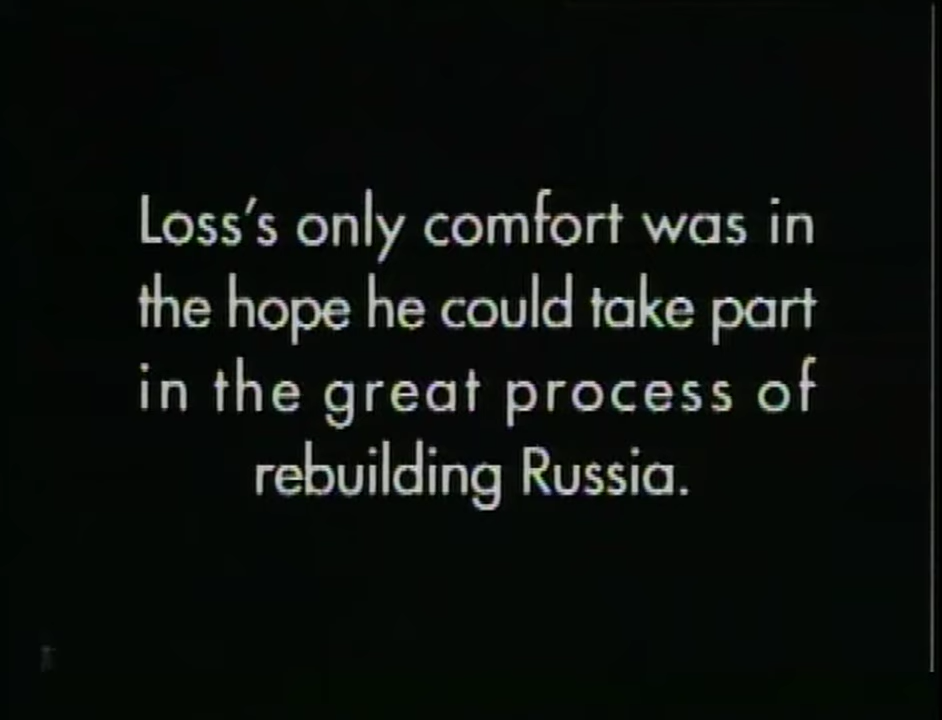 Loss's only comfort was in
the hope he could take part
in the great process of
rebuilding Russia.